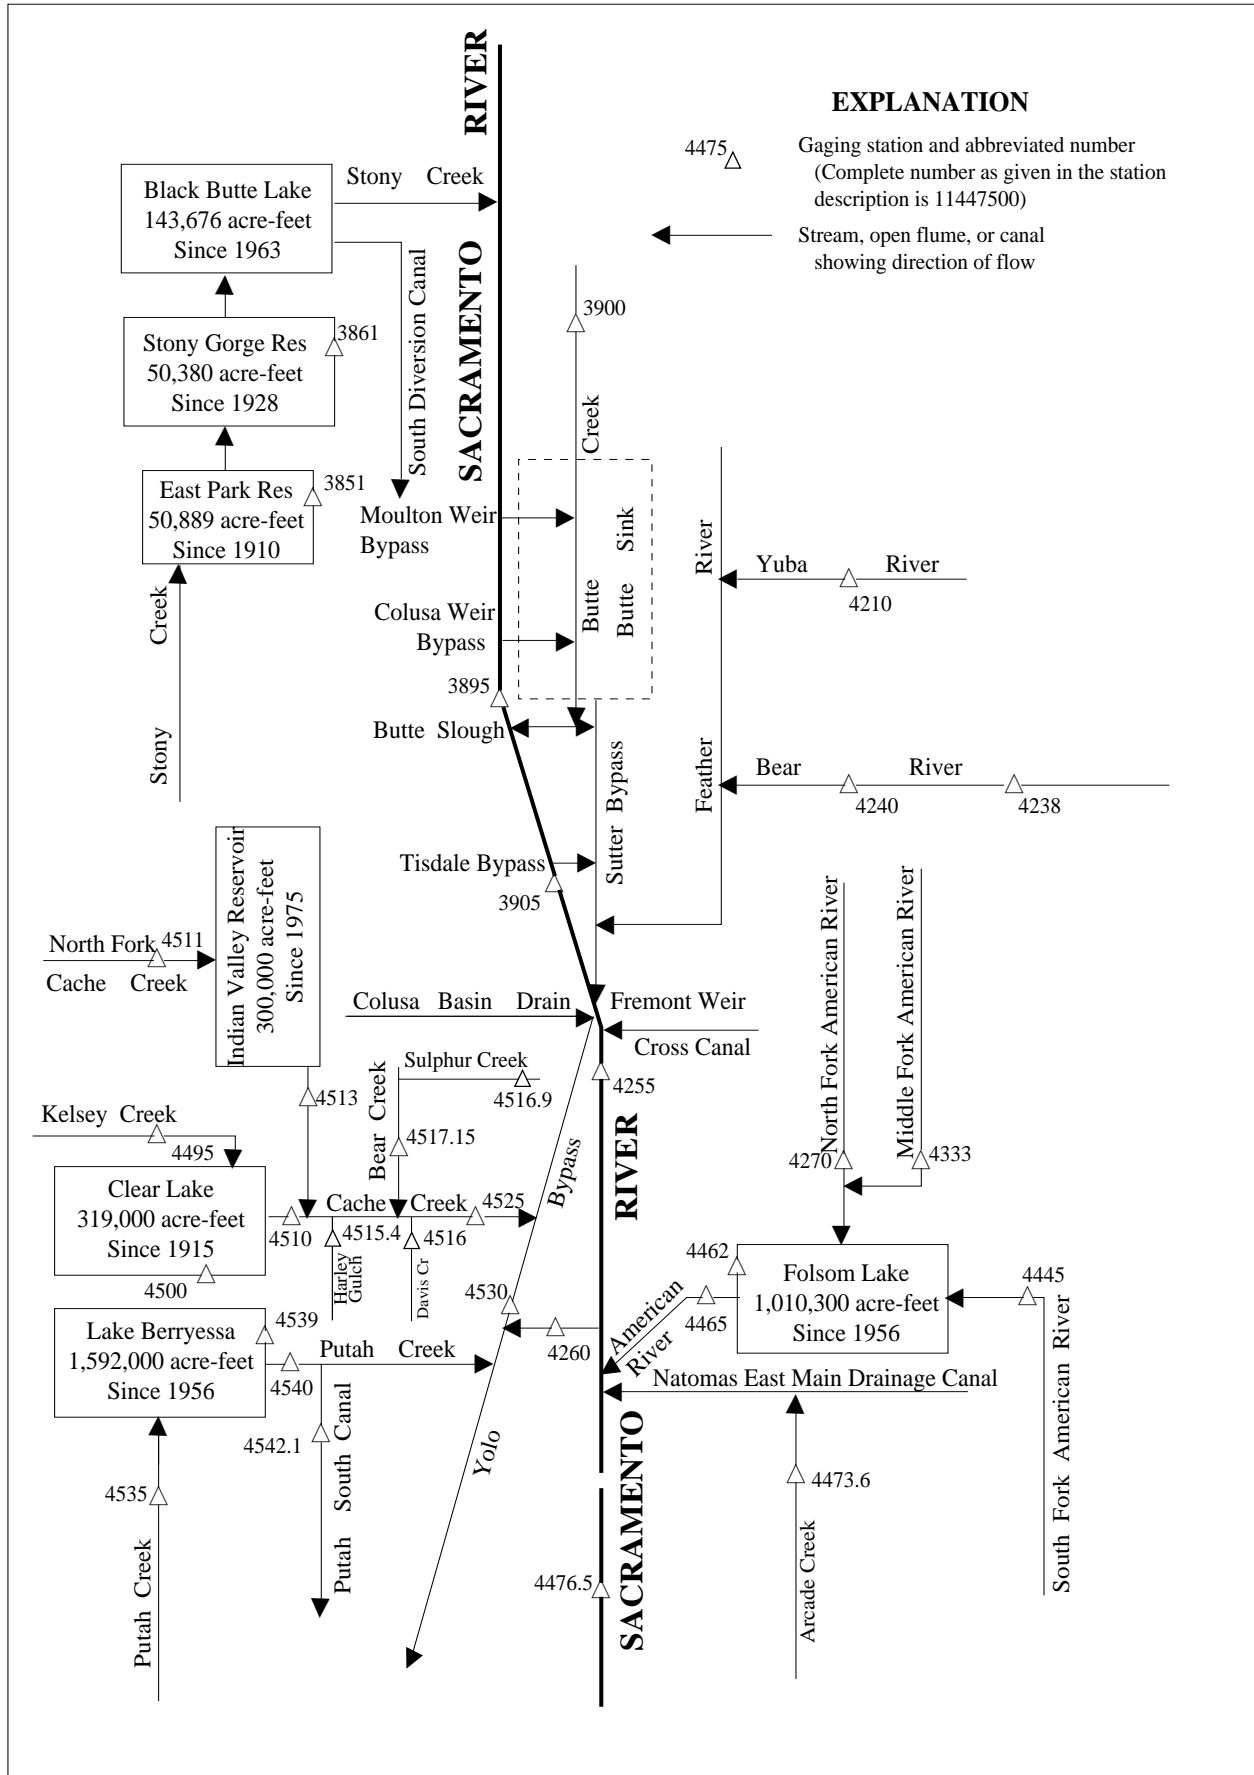 EXPLANATION
4475
Gaging station and abbreviated number
(Complete number as given in the station
description is 11447500)
Stream, open flume, or canal
showing direction of flow
RIVER
SACRAMENTO
Stony Creek
Black Butte Lake
143,676 acre-feet
Since 1963
South Diversion Canal
3861
Stony Gorge Res
50,380 acre-feet
Since 1928
3851
East Park Res
50,889 acre-feet
Since 1910
Stony Creek
3900
Butte Creek
Butte Sink
Moulton Weir
Bypass
Colusa Weir
Bypass
3895
Butte Slough
Sutter Bypass
Feather River
Yuba River
4210
Bear River
4240
4238
Tisdale Bypass
3905
Indian Valley Reservoir
300,000 acre-feet
Since 1975
North Fork
Cache Creek
4511
Colusa Basin Drain
Fremont Weir
Cross Canal
4255
RIVER
North Fork American River
Middle Fork American River
4270
4333
4513
Sulphur Creek
4516.9
Bear Creek
4517.15
Kelsey Creek
4495
Clear Lake
319,000 acre-feet
Since 1915
4500
4510
Cache Creek
4515.4
4516
4525
Harley
Gulch
Davis Cr
Yolo Bypass
4530
4260
4539
Lake Berryessa
1,592,000 acre-feet
Since 1956
4540
Putah Creek
4542.1
Putah South Canal
4535
Putah Creek
4462
Folsom Lake
1,010,300 acre-feet
Since 1956
4465
American
River
4445
South Fork American River
Natomas East Main Drainage Canal
4473.6
Arcade Creek
SACRAMENTO
4476.5